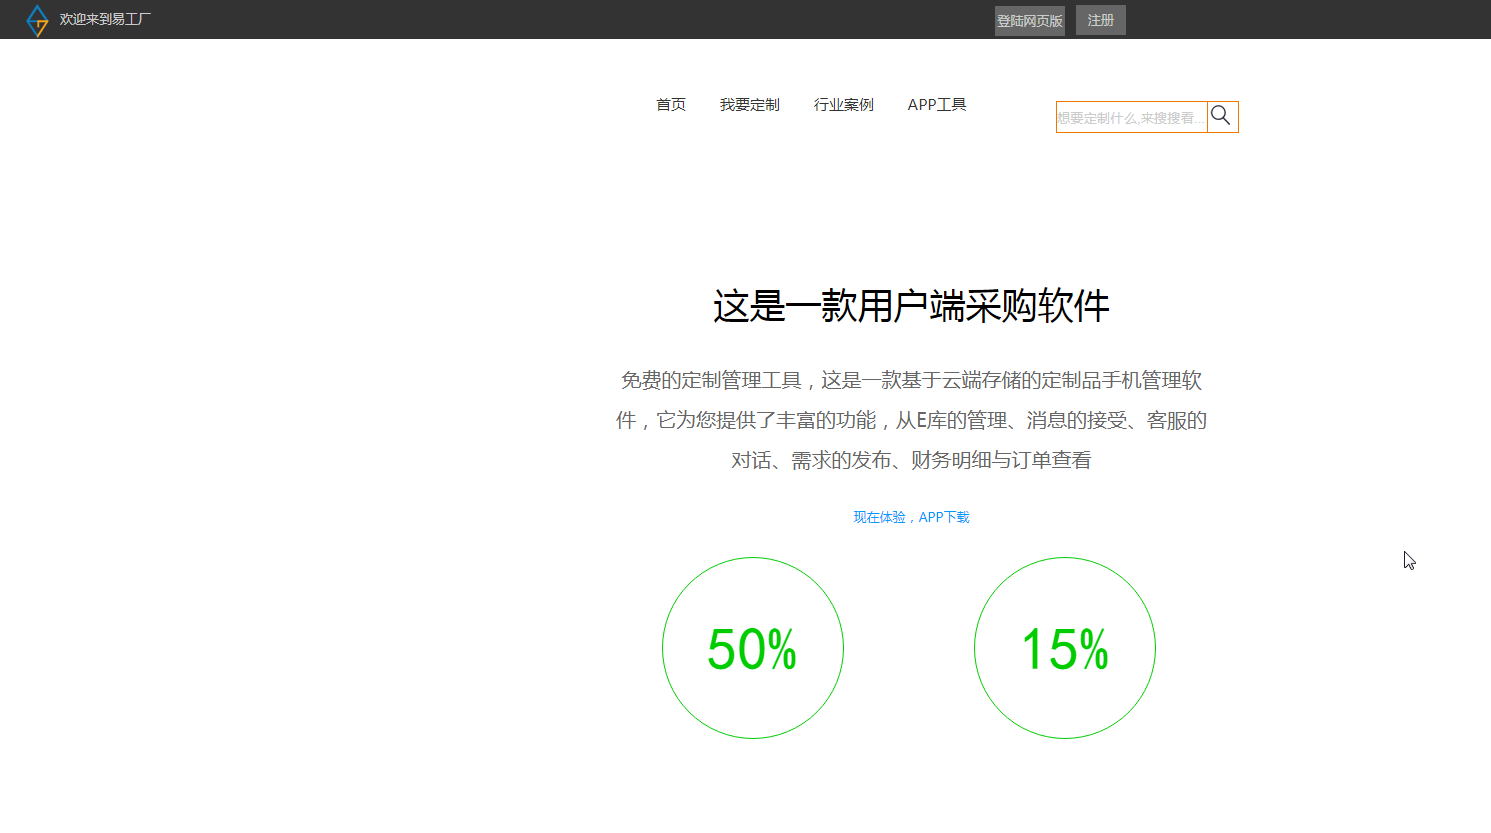 欢迎来到易工厂
登陆网页版
注册
首页
我要定制
行业案例
APP工具
想要定制什么,来搜搜看...
这是一款用户端采购软件
免费的定制管理工具，这是一款基于云端存储的定制品手机管理软
件，它为您提供了丰富的功能，从E库的管理、消息的接受、客服的
对话、需求的发布、财务明细与订单查看
现在体验，APP下载
50%
15%